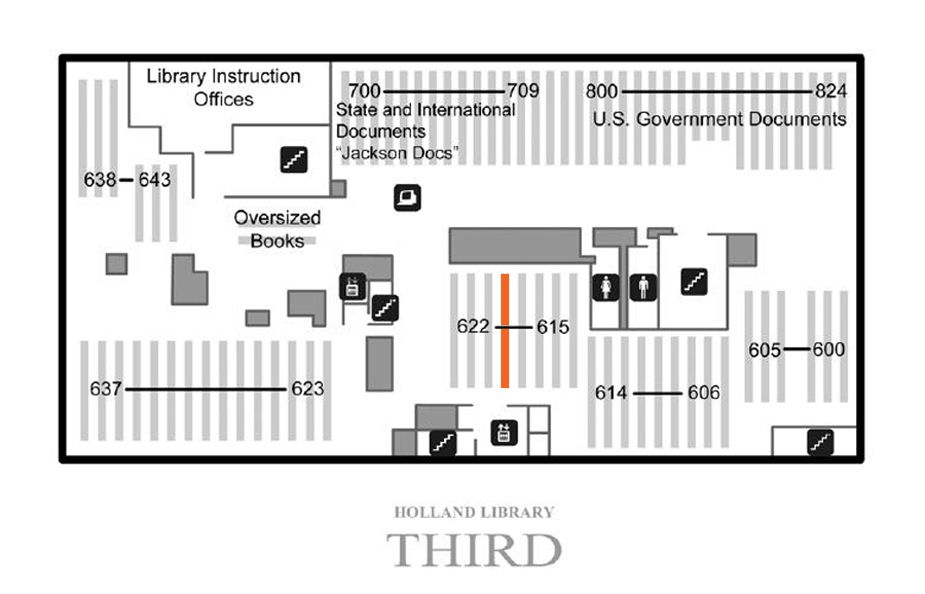 Library Instruction
Offices
700 709
State and International
Documents
“Jackson Docs”
800 824
U.S. Government Documents
638 643
Oversized
Books
622 615
605 600
637 623
614 606
HOLLAND LIBRARY
THIRD